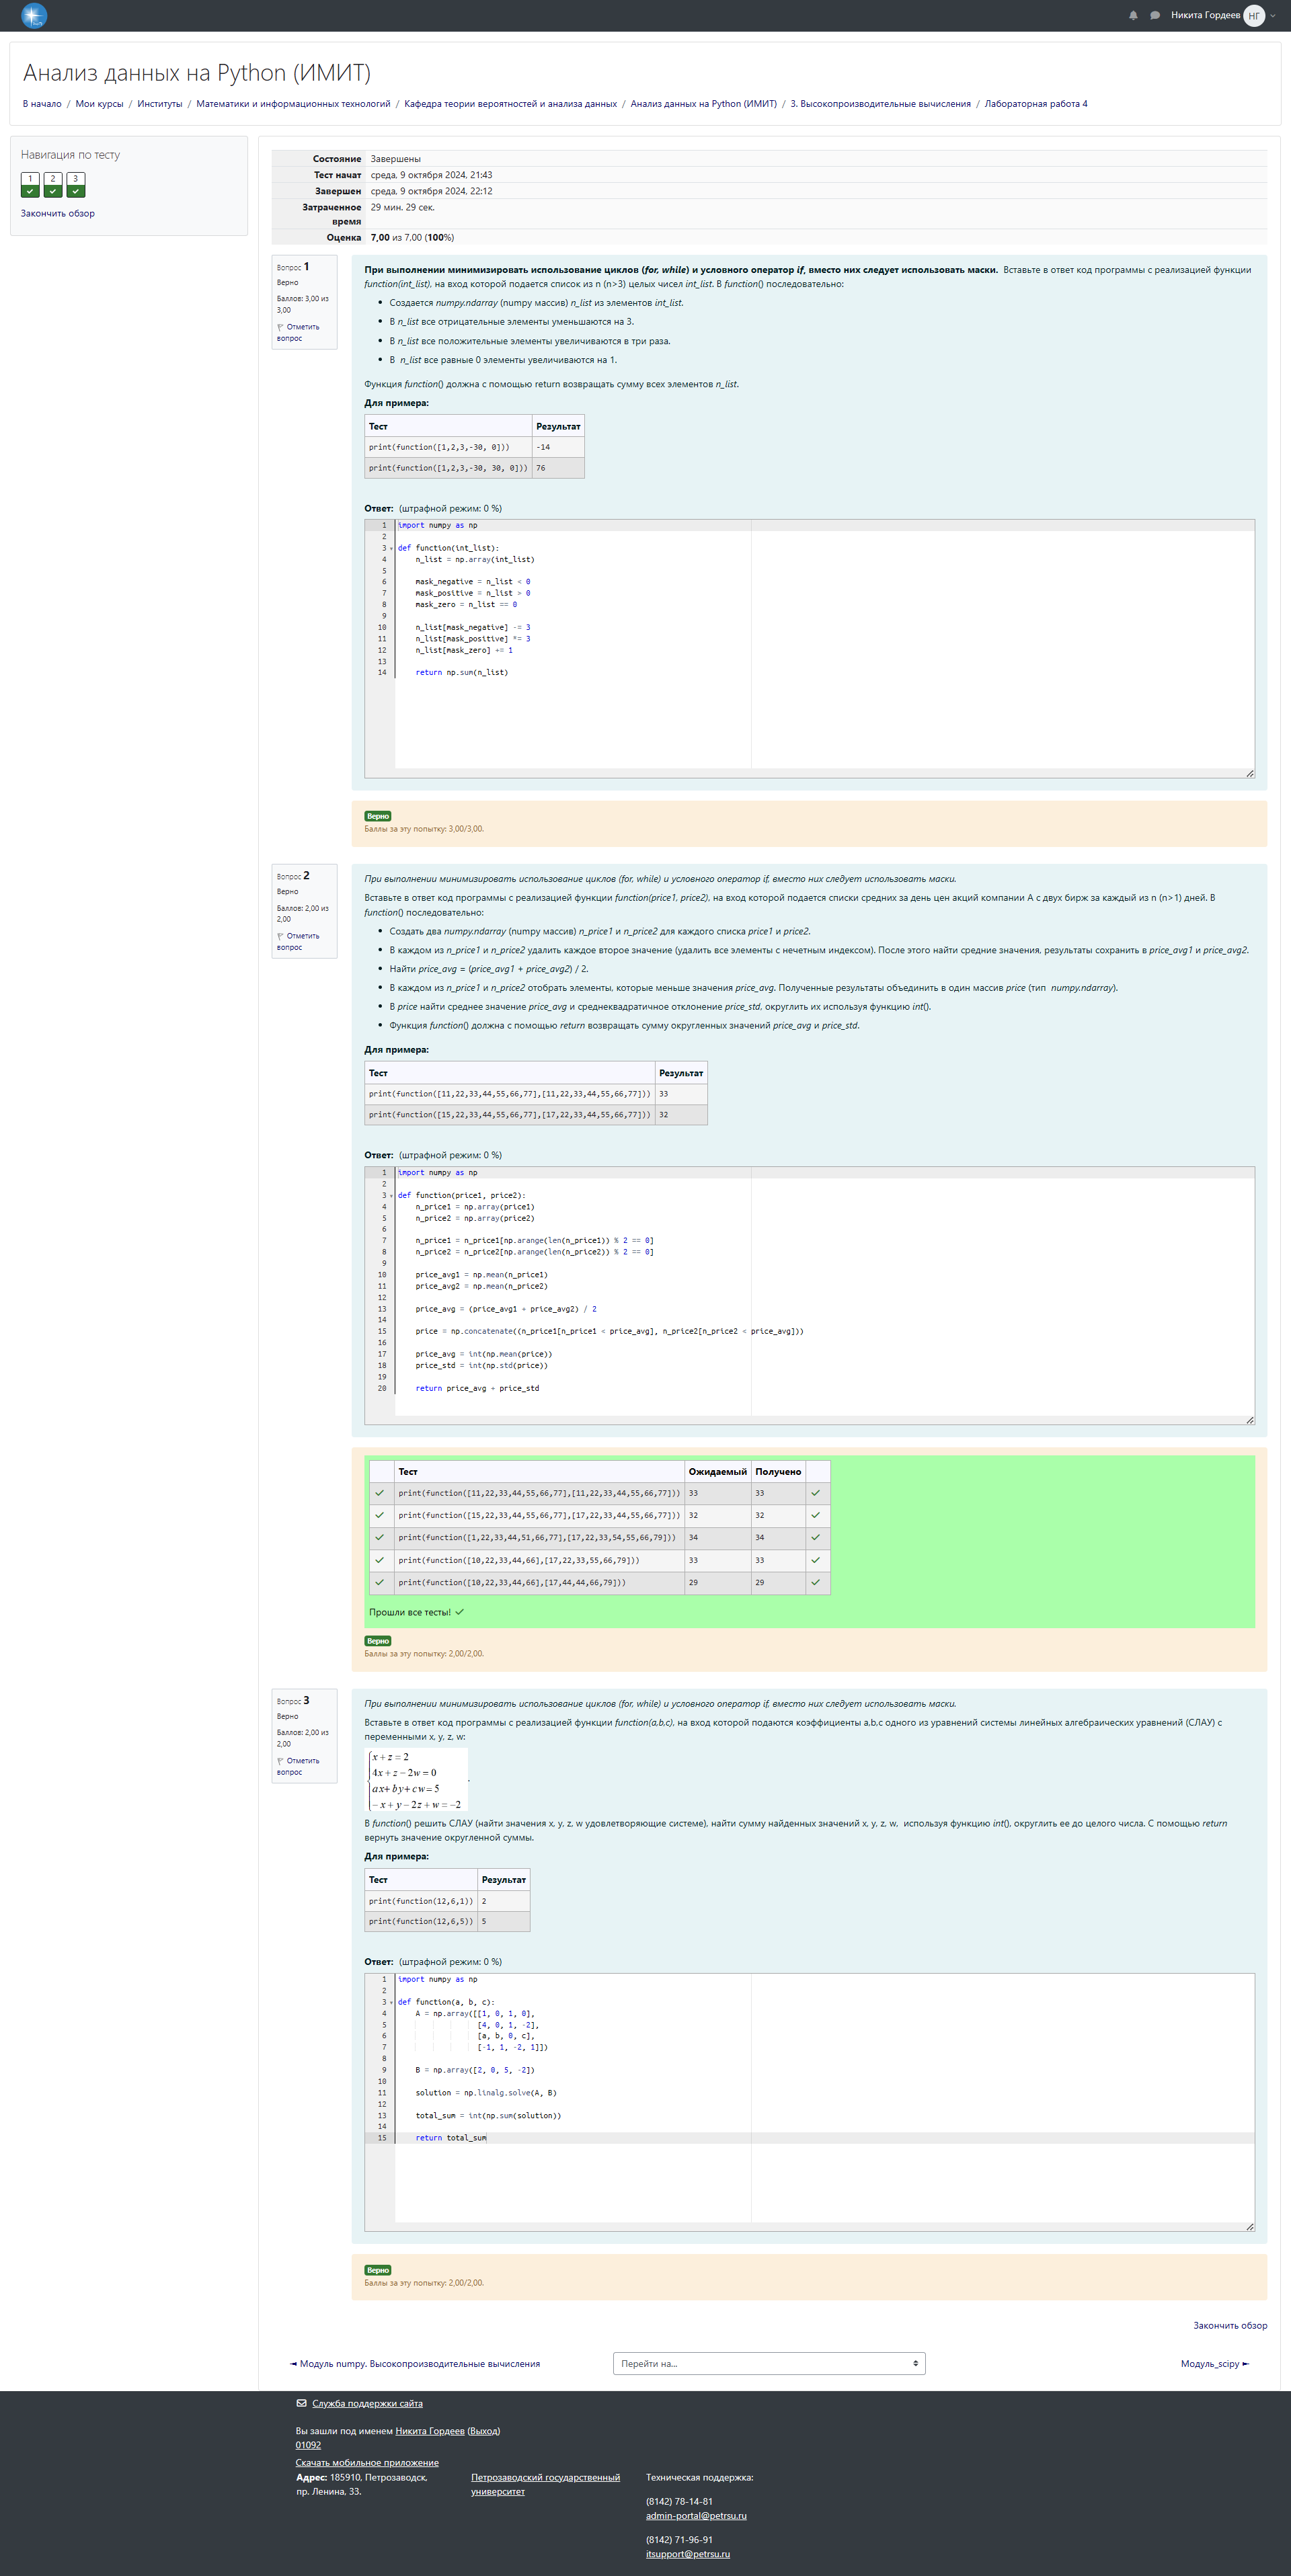 Никита Гордеев НГ
Анализ данных на Python (ИМИТ)
В начало / Мои курсы / Институты / Математики и информационных технологий / Кафедра теории вероятностей и анализа данных / Анализ данных на Python (ИМИТ) / 3. Высокопроизводительные вычисления / Лабораторная работа 4
Навигация по тесту
1 2 3
Закончить обзор
Состояние Завершены
Тест начат среда, 9 октября 2024, 21:43
Завершен среда, 9 октября 2024, 22:12
Затраченное время 29 мин. 29 сек.
Оценка 7,00 из 7,00 (100%)
Вопрос 1
Верно
Баллов: 3,00 из 3,00
Отметить вопрос
При выполнении минимизировать использование циклов (for, while) и условного оператор if, вместо них следует использовать маски. Вставьте в ответ код программы с реализацией функции
function(int_list), на вход которой подается список из n (n>3) целых чисел int_list. В function() последовательно:
• Создается numpy.ndarray (numpy массив) n_list из элементов int_list.
• В n_list все отрицательные элементы уменьшаются на 3.
• В n_list все положительные элементы увеличиваются в три раза.
• В n_list все равные 0 элементы увеличиваются на 1.
Функция function() должна с помощью return возвращать сумму всех элементов n_list.
Для примера:
Тест Результат
print(function([1,2,3,-30, 0])) -14
print(function([1,2,3,-30, 30, 0])) 76
Ответ: (штрафной режим: 0 %)
1 import numpy as np
2
3 def function(int_list):
4 n_list = np.array(int_list)
5
6 mask_negative = n_list < 0
7 mask_positive = n_list > 0
8 mask_zero = n_list == 0
9
10 n_list[mask_negative] -= 3
11 n_list[mask_positive] *= 3
12 n_list[mask_zero] += 1
13
14 return np.sum(n_list)
Верно
Баллы за эту попытку: 3,00/3,00.
Вопрос 2
Верно
Баллов: 2,00 из 2,00
Отметить вопрос
При выполнении минимизировать использование циклов (for, while) и условного оператор if, вместо них следует использовать маски.
Вставьте в ответ код программы с реализацией функции function(price1, price2), на вход которой подается списки средних за день цен акций компании А с двух бирж за каждый из n (n>1) дней. В
function() последовательно:
• Создать два numpy.ndarray (numpy массив) n_price1 и n_price2 для каждого списка price1 и price2.
• В каждом из n_price1 и n_price2 удалить каждое второе значение (удалить все элементы с нечетным индексом). После этого найти средние значения, результаты сохранить в price_avg1 и price_avg2.
• Найти price_avg = (price_avg1 + price_avg2) / 2.
• В каждом из n_price1 и n_price2 отобрать элементы, которые меньше значения price_avg. Полученные результаты объединить в один массив price (тип numpy.ndarray).
• В price найти среднее значение price_avg и среднеквадратичное отклонение price_std, округлить их используя функцию int().
• Функция function() должна с помощью return возвращать сумму округленных значений price_avg и price_std.
Для примера:
Тест Результат
print(function([11,22,33,44,55,66,77],[11,22,33,44,55,66,77])) 33
print(function([15,22,33,44,55,66,77],[17,22,33,44,55,66,77])) 32
Ответ: (штрафной режим: 0 %)
1 import numpy as np
2
3 def function(price1, price2):
4 n_price1 = np.array(price1)
5 n_price2 = np.array(price2)
6
7 n_price1 = n_price1[np.arange(len(n_price1)) % 2 == 0]
8 n_price2 = n_price2[np.arange(len(n_price2)) % 2 == 0]
9
10 price_avg1 = np.mean(n_price1)
11 price_avg2 = np.mean(n_price2)
12
13 price_avg = (price_avg1 + price_avg2) / 2
14
15 price = np.concatenate((n_price1[n_price1 < price_avg], n_price2[n_price2 < price_avg]))
16
17 price_avg = int(np.mean(price))
18 price_std = int(np.std(price))
19
20 return price_avg + price_std
Тест Ожидаемый Получено
print(function([11,22,33,44,55,66,77],[11,22,33,44,55,66,77])) 33 33
print(function([15,22,33,44,55,66,77],[17,22,33,44,55,66,77])) 32 32
print(function([1,22,33,44,51,66,77],[17,22,33,54,55,66,79])) 34 34
print(function([10,22,33,44,66],[17,22,33,55,66,79])) 33 33
print(function([10,22,33,44,66],[17,44,44,66,79])) 29 29
Прошли все тесты!
Верно
Баллы за эту попытку: 2,00/2,00.
Вопрос 3
Верно
Баллов: 2,00 из 2,00
Отметить вопрос
При выполнении минимизировать использование циклов (for, while) и условного оператор if, вместо них следует использовать маски.
Вставьте в ответ код программы с реализацией функции function(a,b,c), на вход которой подаются коэффициенты a,b,c одного из уравнений системы линейных алгебраических уравнений (СЛАУ) с
переменными x, y, z, w:
x + z = 2
4x + z − 2w = 0
ax + by + cw = 5
− x + y − 2z + w = −2
В function() решить СЛАУ (найти значения x, y, z, w удовлетворяющие системе), найти сумму найденных значений x, y, z, w, используя функцию int(), округлить ее до целого числа. С помощью return
вернуть значение округленной суммы.
Для примера:
Тест Результат
print(function(12,6,1)) 2
print(function(12,6,5)) 5
Ответ: (штрафной режим: 0 %)
1 import numpy as np
2
3 def function(a, b, c):
4 A = np.array([[1, 0, 1, 0],
5 [4, 0, 1, -2],
6 [a, b, 0, c],
7 [-1, 1, -2, 1]])
8
9 B = np.array([2, 0, 5, -2])
10
11 solution = np.linalg.solve(A, B)
12
13 total_sum = int(np.sum(solution))
14
15 return total_sum
Верно
Баллы за эту попытку: 2,00/2,00.
Закончить обзор
◄ Модуль numpy. Высокопроизводительные вычисления
Перейти на...
Модуль_scipy ►
Служба поддержки сайта
Вы зашли под именем Никита Гордеев (Выход)
01092
Скачать мобильное приложение
Адрес: 185910, Петрозаводск, пр. Ленина, 33.
Петрозаводский государственный университет
Техническая поддержка:
(8142) 78-14-81
admin-portal@petrsu.ru
(8142) 71-96-91
itsupport@petrsu.ru